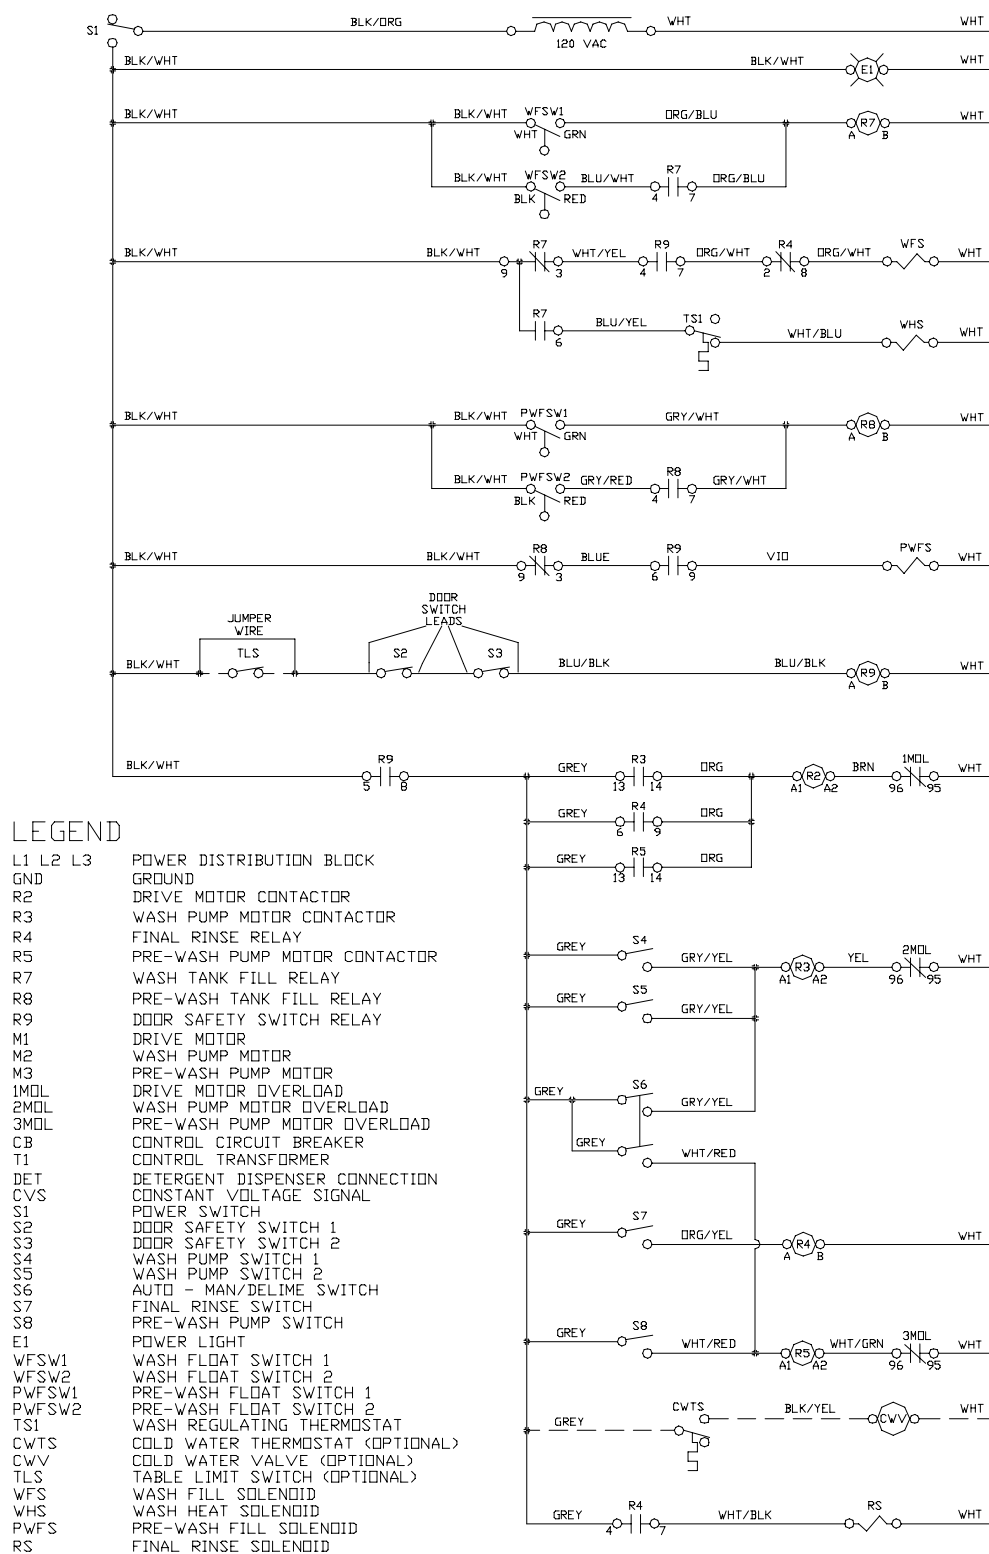 BLK/ORG WHT WHT
S1
120 VAC
BLK/WHT BLK/WHT E1 WHT
BLK/WHT BLK/WHT WFSW1 ORG/BLU R7 WHT
WHT GRN A B
BLK/WHT WFSW2 BLU/WHT R7 ORG/BLU
BLK RED 4 7
BLK/WHT BLK/WHT R7 WHT/YEL R9 ORG/WHT R4 ORG/WHT WFS WHT
9 3 4 7 2 8
R7 BLU/YEL TS1 WHT/BLU WHS WHT
6
BLK/WHT BLK/WHT PWFSW1 GRY/WHT R8 WHT
WHT GRN A B
BLK/WHT PWFSW2 GRY/RED R8 GRY/WHT
BLK RED 4 7
BLK/WHT BLK/WHT R8 BLUE R9 VIO PWFS WHT
9 3 6 9
DOOR
SWITCH
LEADS
JUMPER
WIRE
BLK/WHT TLS S2 S3 BLU/BLK BLU/BLK R9 WHT
A B
BLK/WHT R9 GREY R3 ORG R2 BRN 1MOL WHT
5 8 13 14 A1 A2 96 95
GREY R4 ORG
6 9
GREY R5 ORG
13 14
LEGEND
L1 L2 L3 POWER DISTRIBUTION BLOCK
GND GROUND
R2 DRIVE MOTOR CONTACTOR
R3 WASH PUMP MOTOR CONTACTOR
R4 FINAL RINSE RELAY
R5 PRE-WASH PUMP MOTOR CONTACTOR
R7 WASH TANK FILL RELAY
R8 PRE-WASH TANK FILL RELAY
R9 DOOR SAFETY SWITCH RELAY
M1 DRIVE MOTOR
M2 WASH PUMP MOTOR
M3 PRE-WASH PUMP MOTOR
1MOL DRIVE MOTOR OVERLOAD
2MOL WASH PUMP MOTOR OVERLOAD
3MOL PRE-WASH PUMP MOTOR OVERLOAD
CB CONTROL CIRCUIT BREAKER
T1 CONTROL TRANSFORMER
DET DETERGENT DISPENSER CONNECTION
CVS CONSTANT VOLTAGE SIGNAL
S1 POWER SWITCH
S2 DOOR SAFETY SWITCH 1
S3 DOOR SAFETY SWITCH 2
S4 WASH PUMP SWITCH 1
S5 WASH PUMP SWITCH 2
S6 AUTO - MAN/DELIME SWITCH
S7 FINAL RINSE SWITCH
S8 PRE-WASH PUMP SWITCH
E1 POWER LIGHT
WFSW1 WASH FLOAT SWITCH 1
WFSW2 WASH FLOAT SWITCH 2
PWFSW1 PRE-WASH FLOAT SWITCH 1
PWFSW2 PRE-WASH FLOAT SWITCH 2
TS1 WASH REGULATING THERMOSTAT
CWTS COLD WATER THERMOSTAT (OPTIONAL)
CWV COLD WATER VALVE (OPTIONAL)
TLS TABLE LIMIT SWITCH (OPTIONAL)
WFS WASH FILL SOLENOID
WHS WASH HEAT SOLENOID
PWFS PRE-WASH FILL SOLENOID
RS FINAL RINSE SOLENOID
GREY S4 GRY/YEL R3 YEL 2MOL WHT
A1 A2 96 95
GREY S5 GRY/YEL
GREY S6 GRY/YEL
GREY WHT/RED
GREY S7 ORG/YEL R4 WHT
A B
GREY S8 WHT/RED R5 WHT/GRN 3MOL WHT
A1 A2 96 95
GREY CWTS BLK/YEL CWV WHT
GREY R4 WHT/BLK RS WHT
4 7